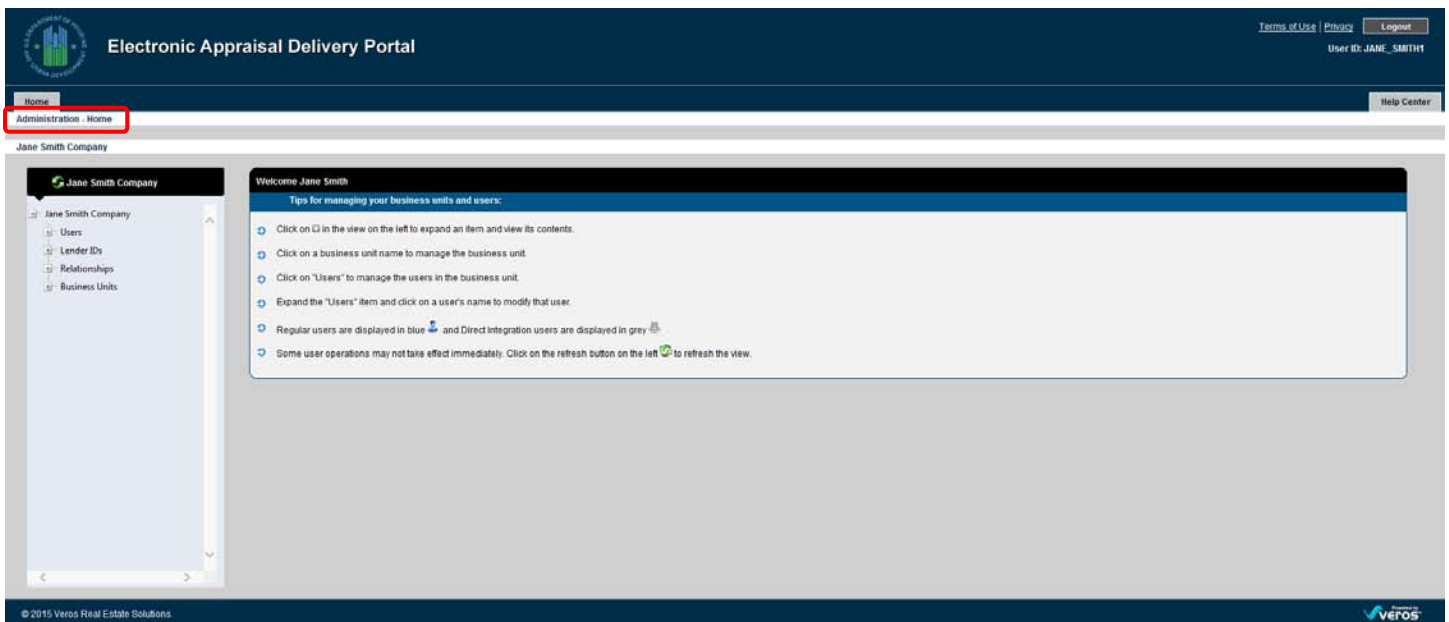 Electronic Appraisal Delivery Portal
Terms of Use | Privacy Logout
User ID: JANE_SMITH1
Home
Help Center
Administration - Home
Jane Smith Company
Jane Smith Company
Jane Smith Company
Users
Lender IDs
Relationships
Business Units
Welcome Jane Smith
Tips for managing your business units and users:
Click on in the view on the left to expand an item and view its contents.
Click on a business unit name to manage the business unit.
Click on "Users" to manage the users in the business unit.
Expand the "Users" item and click on a user's name to modify that user.
Regular users are displayed in blue and Direct Integration users are displayed in grey
Some user operations may not take effect immediately. Click on the refresh button on the left to refresh the view.
© 2015 Veros Real Estate Solutions
Powered by
veros